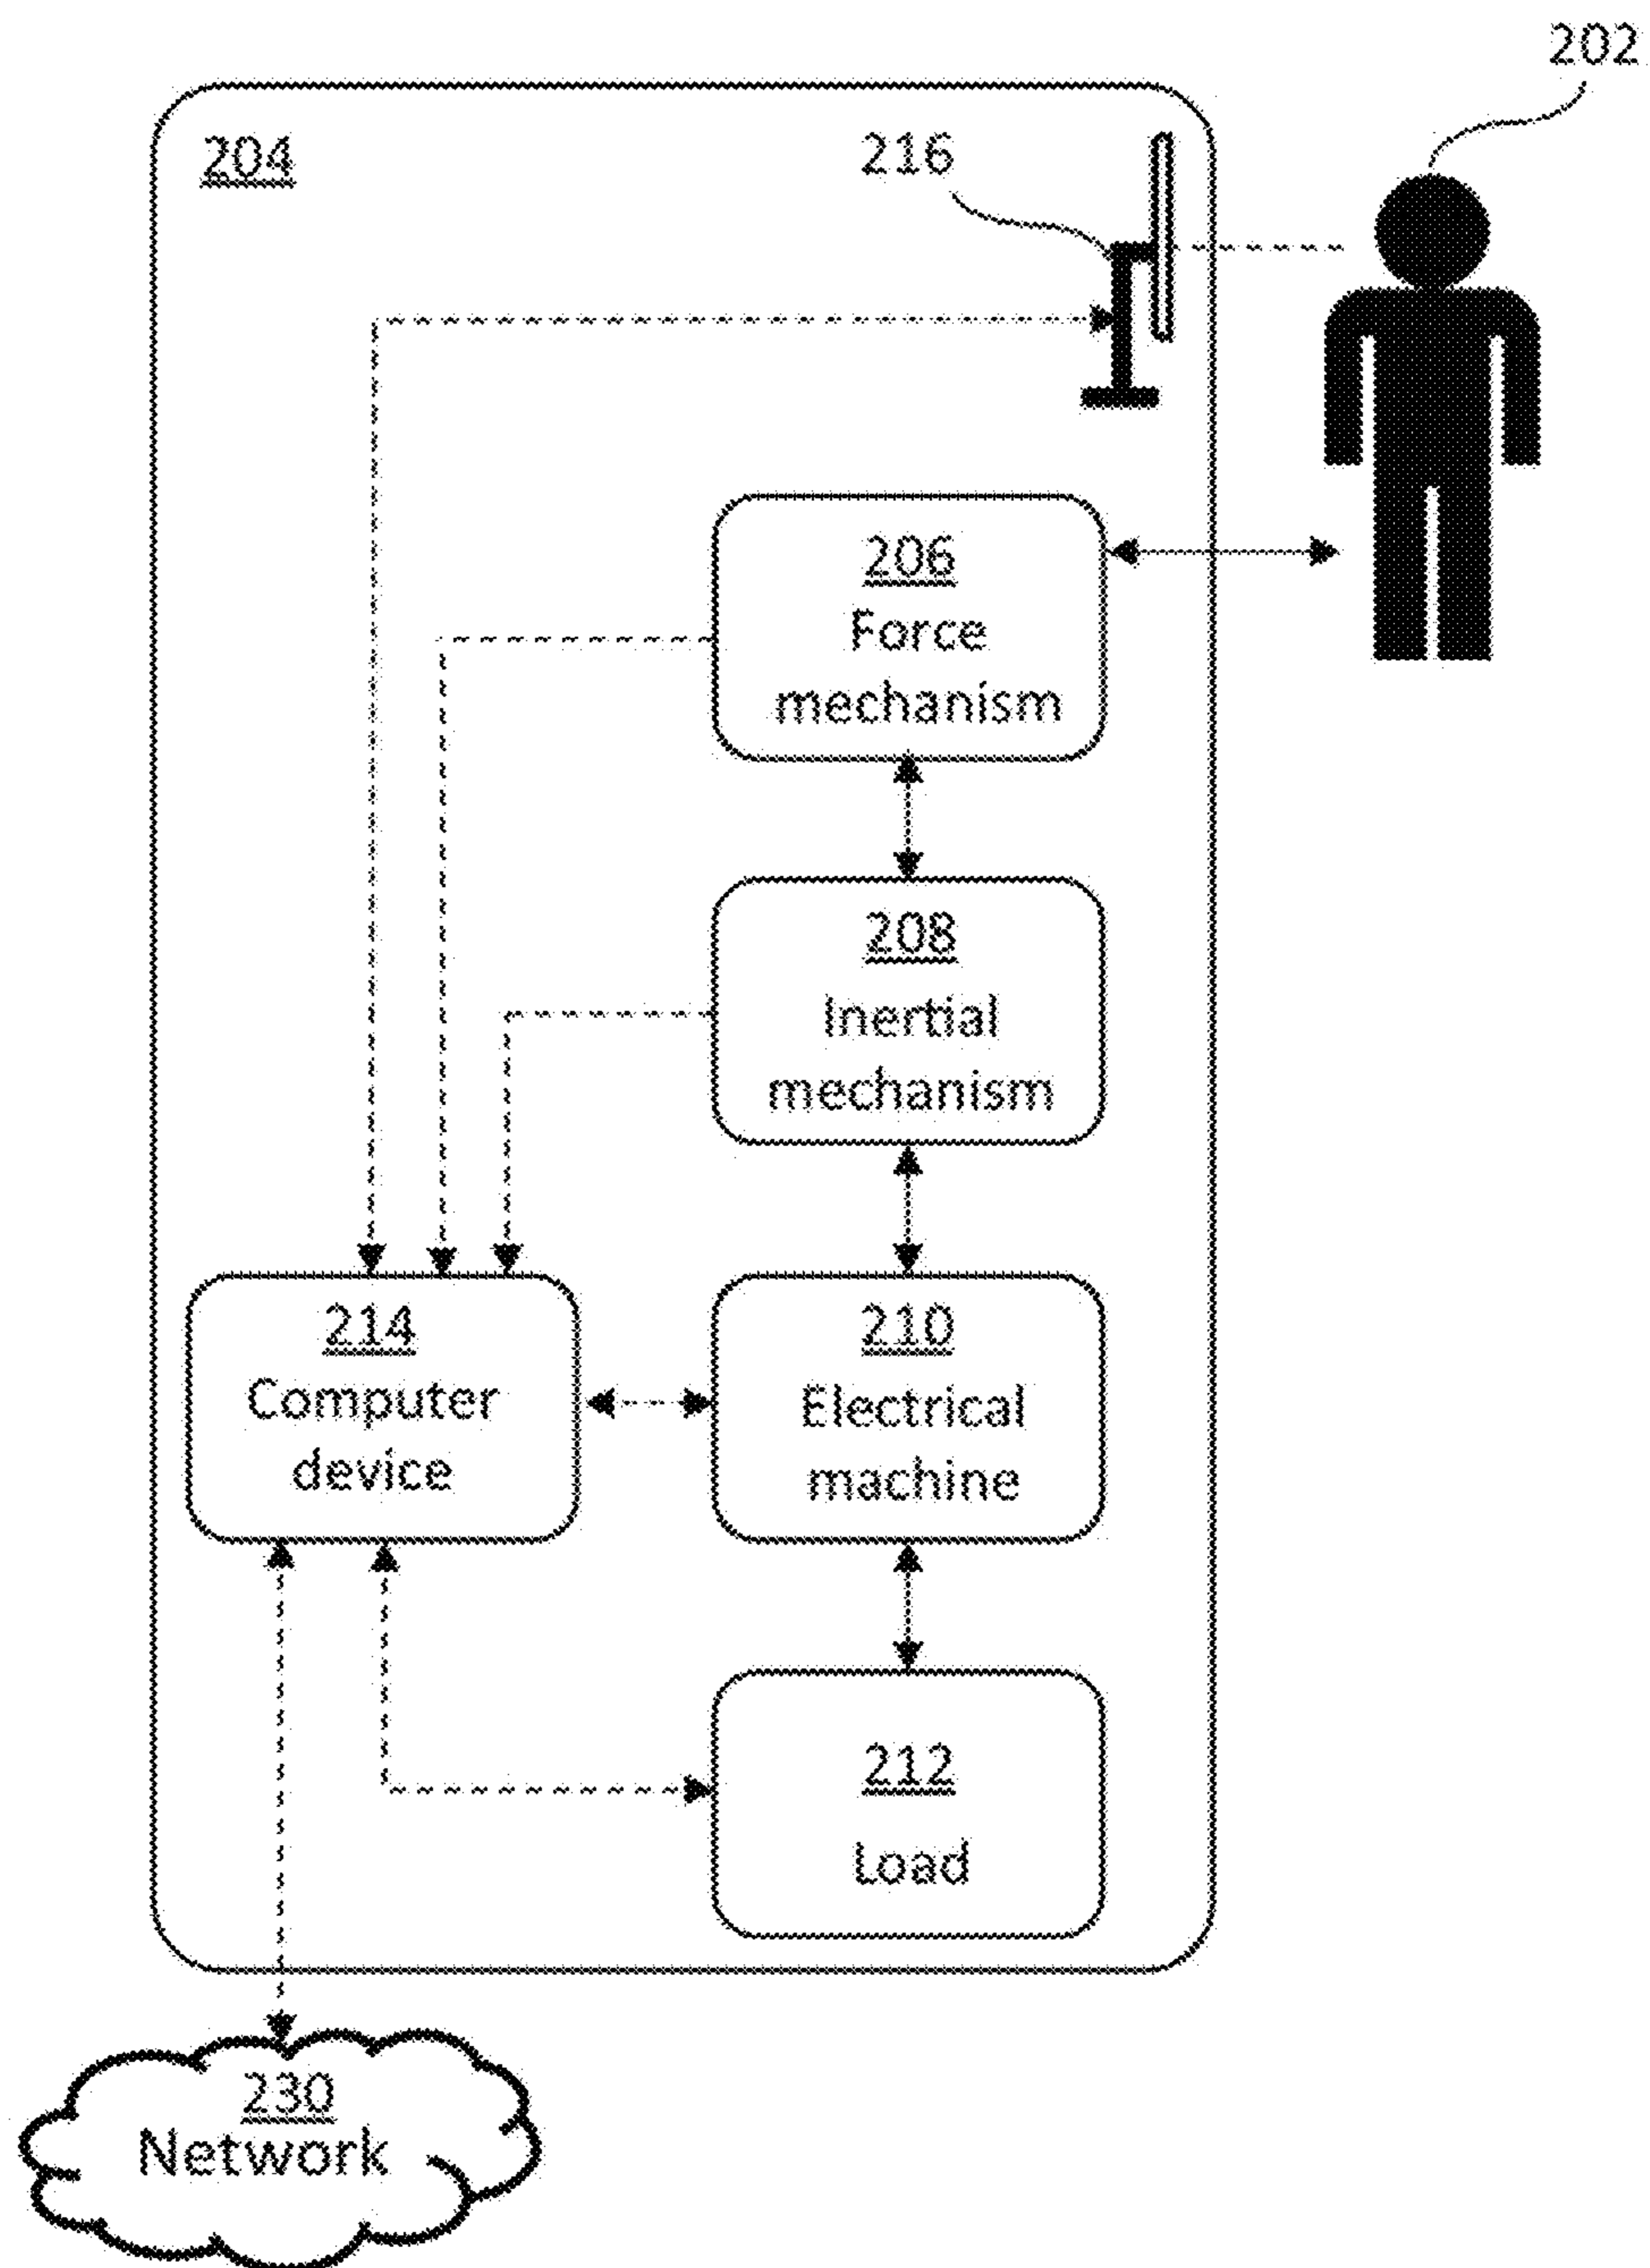 202
204
216
206
Force
mechanism
208
Inertial
mechanism
214
Computer
device
210
Electrical
machine
212
Load
230
Network